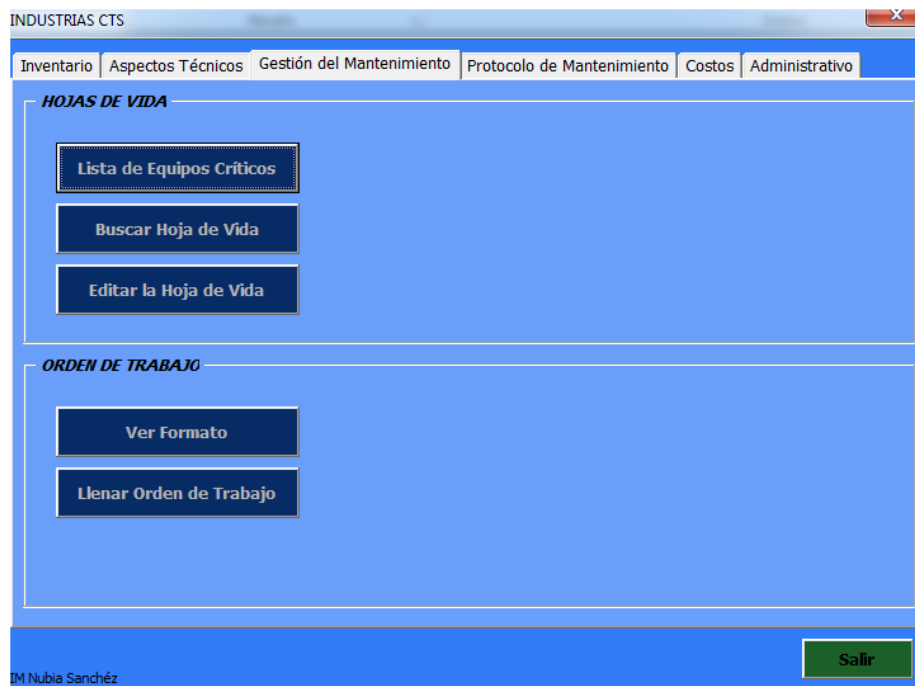 INDUSTRIAS CTS
Inventario Aspectos Técnicos Gestión del Mantenimiento Protocolo de Mantenimiento Costos Administrativo
HOJAS DE VIDA
Lista de Equipos Críticos
Buscar Hoja de Vida
Editar la Hoja de Vida
ORDEN DE TRABAJO
Ver Formato
Llenar Orden de Trabajo
Salir
IM Nubia Sanchéz